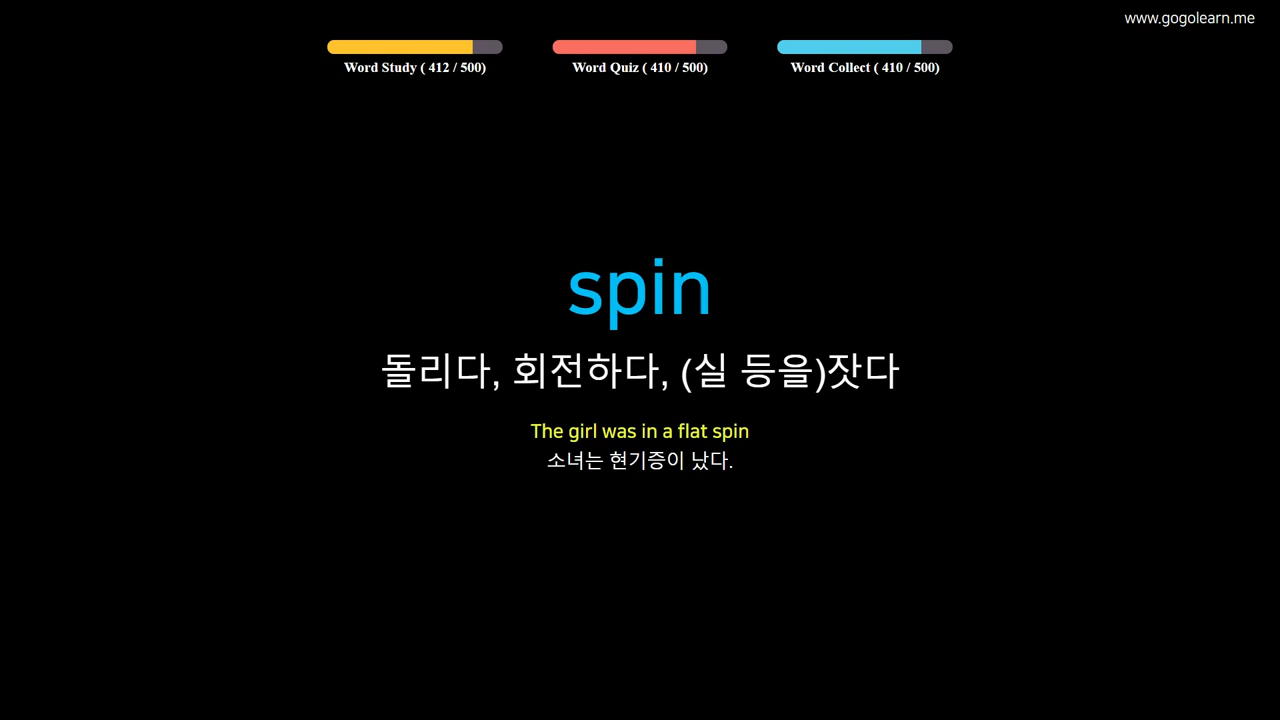 www.gogolearn.me
Word Study ( 412 / 500)
Word Quiz ( 410 / 500)
Word Collect ( 410 / 500)
spin
돌리다, 회전하다, (실 등을)잣다
The girl was in a flat spin
소녀는 현기증이 났다.